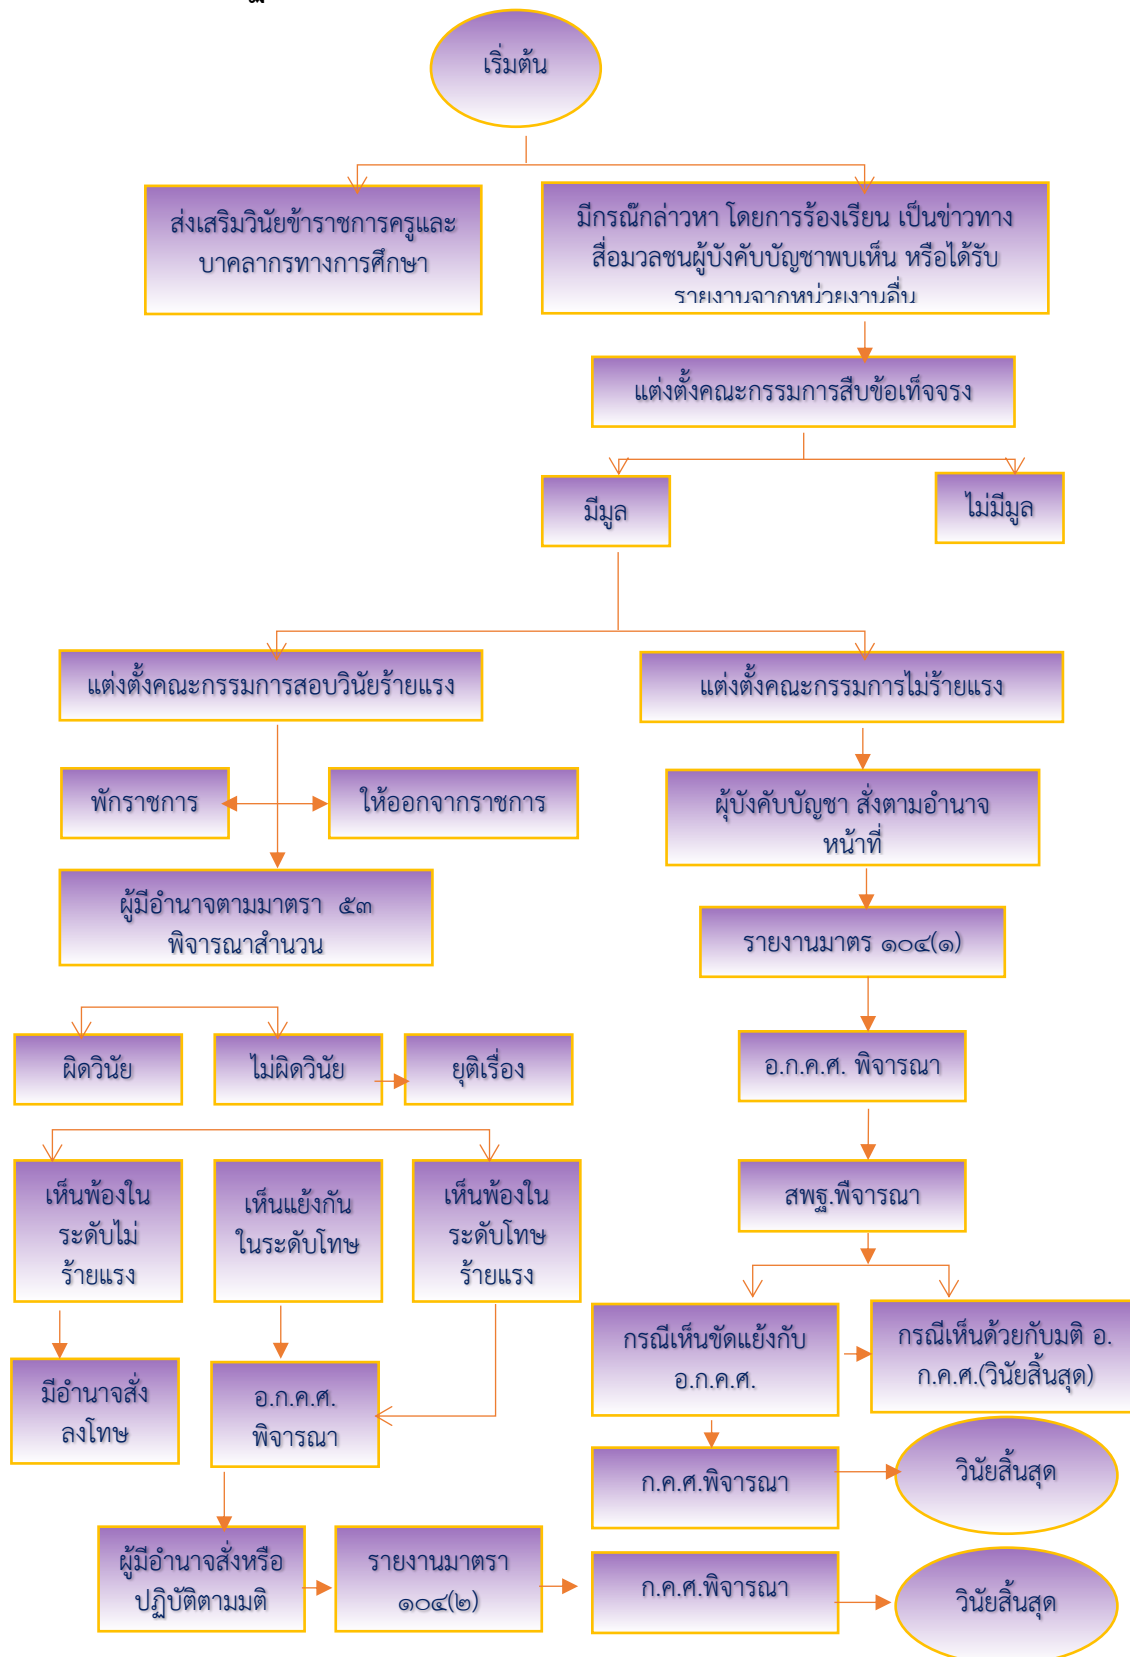 เริ่มต้น
ส่งเสริมวินัยข้าราชการครูและ
บาคลากรทางการศึกษา
มีกรณ๊กล่าวหา โดยการร้องเรียน เป็นข่าวทาง
สื่อมวลชนผู้บังคับบัญชาพบเห็น หรือได้รับ
รายงานจากหน่วยงานอื่น
แต่งตั้งคณะกรรมการสืบข้อเท็จจรง
มีมูล
ไม่มีมูล
แต่งตั้งคณะกรรมการสอบวินัยร้ายแรง
แต่งตั้งคณะกรรมการไม่ร้ายแรง
พักราชการ
ให้ออกจากราชการ
ผุ้บังคับบัญชา สั่งตามอำนาจ
หน้าที่
ผู้มีอำนาจตามมาตรา ๕๓
พิจารณาสำนวน
รายงานมาตร ๑๐๔(๑)
ผิดวินัย
ไม่ผิดวินัย
ยุติเรื่อง
อ.ก.ค.ศ. พิจารณา
เห็นพ้องใน
ระดับไม่
ร้ายแรง
เห็นแย้งกัน
ในระดับโทษ
เห็นพ้องใน
ระดับโทษ
ร้ายแรง
สพฐ.พืจารณา
กรณีเห็นขัดแย้งกับ
อ.ก.ค.ศ.
กรณีเห็นด้วยกับมติ อ.
ก.ค.ศ.(วินัยสิ้นสุด)
มีอำนาจสั่ง
ลงโทษ
อ.ก.ค.ศ.
พิจารณา
ก.ค.ศ.พิจารณา
วินัยสิ้นสุด
ผู้มีอำนาจสั่งหรือ
ปฏิบัติตามมติ
รายงานมาตรา
๑๐๔(๒)
ก.ค.ศ.พิจารณา
วินัยสิ้นสุด